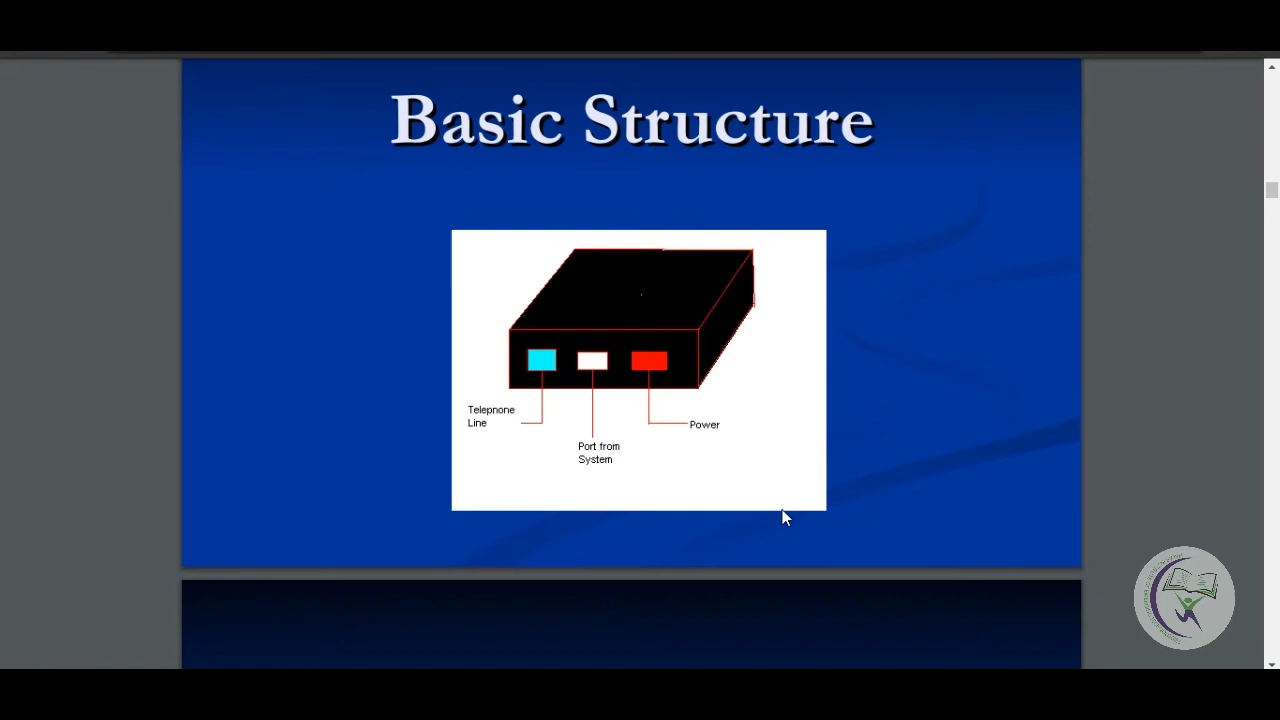 Basic Structure
Telepnone
Line
Port from
System
Power